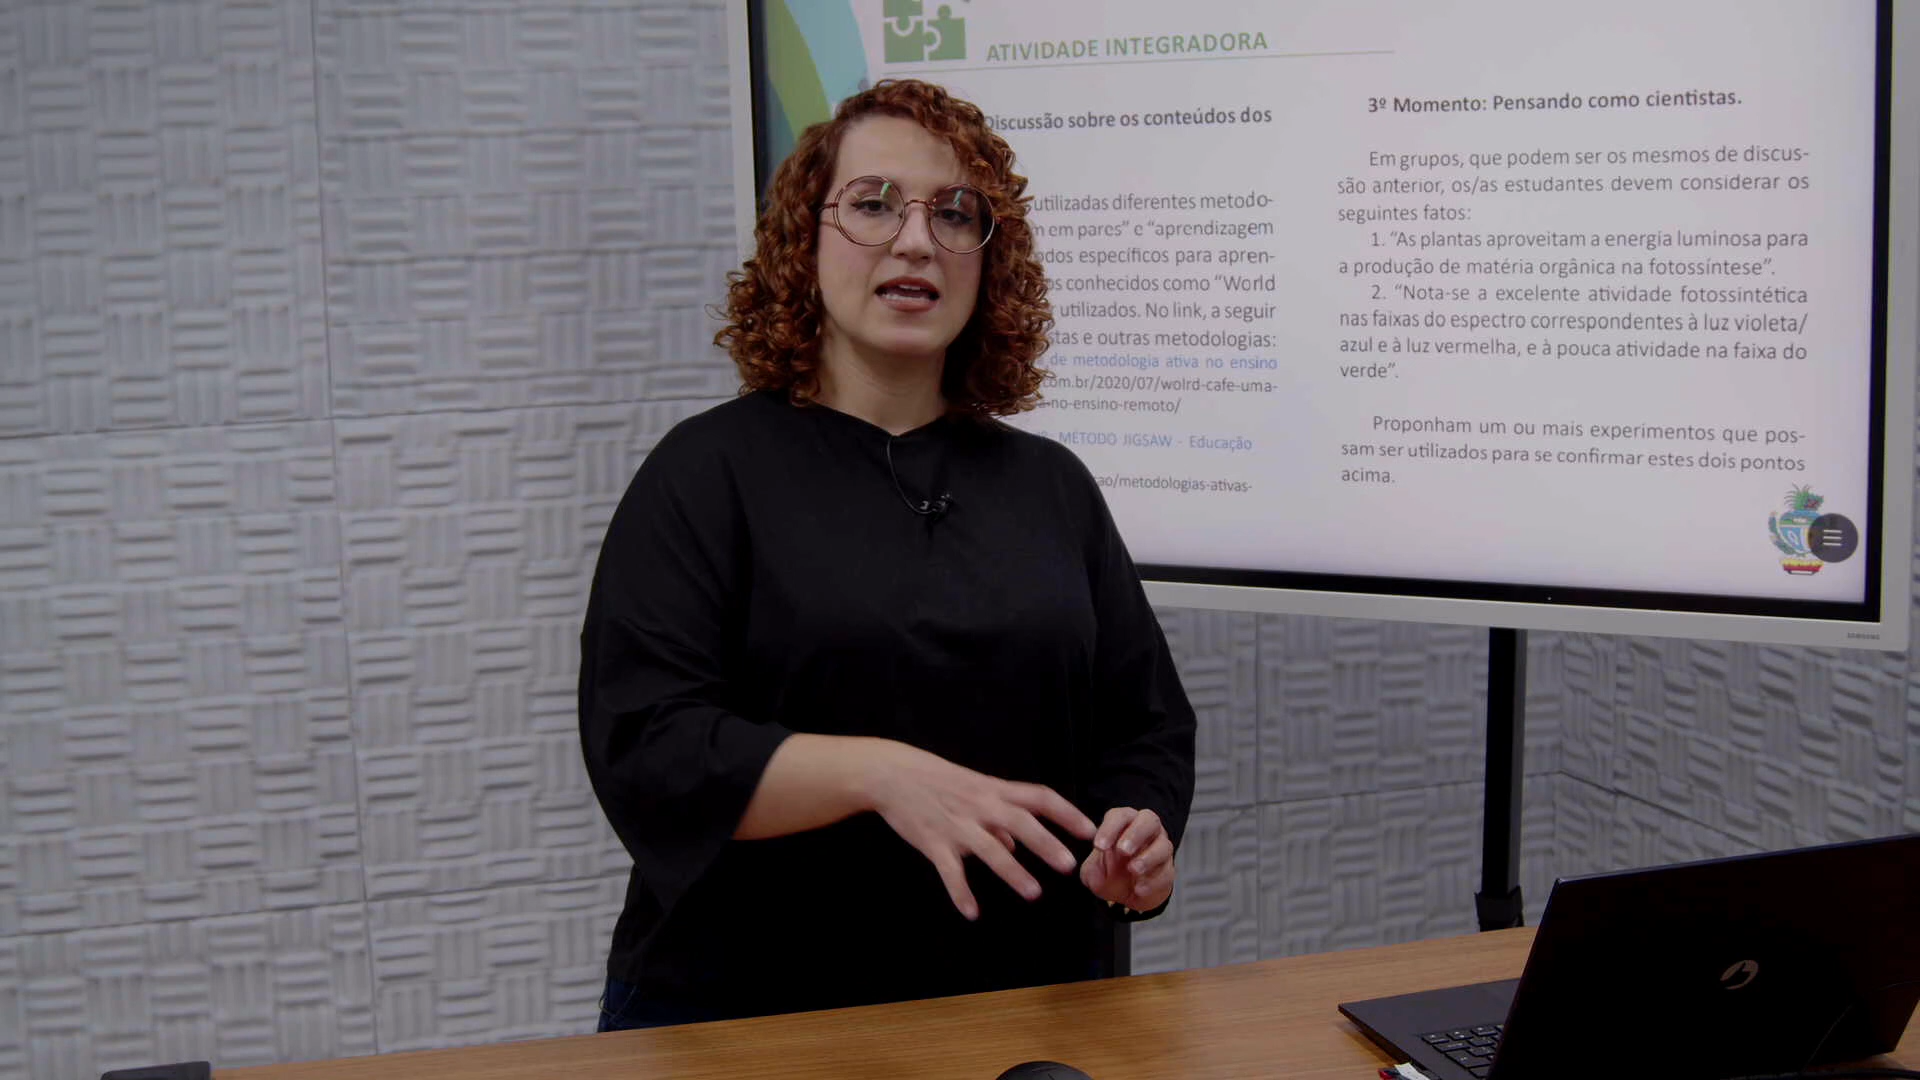 ATIVIDADE INTEGRADORA
Discussão sobre os conteúdos dos
utilizadas diferentes metodo-
em pares" e "aprendizagem
específicos para apren-
conhecidos como "World
utilizados. No link, a seguir
e outras metodologias:
de metodologia ativa no ensino
com.br/2020/07/wolrd-cafe-uma-
-no-ensino-remoto/
MÉTODO JIGSAW - Educação
/metodologias-ativas-
3º Momento: Pensando como cientistas.
Em grupos, que podem ser os mesmos de discus-
são anterior, os/as estudantes devem considerar os
seguintes fatos:
1. "As plantas aproveitam a energia luminosa para
a produção de matéria orgânica na fotossíntese".
2. "Nota-se a excelente atividade fotossintética
nas faixas do espectro correspondentes à luz violeta/
azul e à luz vermelha, e à pouca atividade na faixa do
verde".
Proponham um ou mais experimentos que pos-
sam ser utilizados para se confirmar estes dois pontos
acima.
SAMSUNG